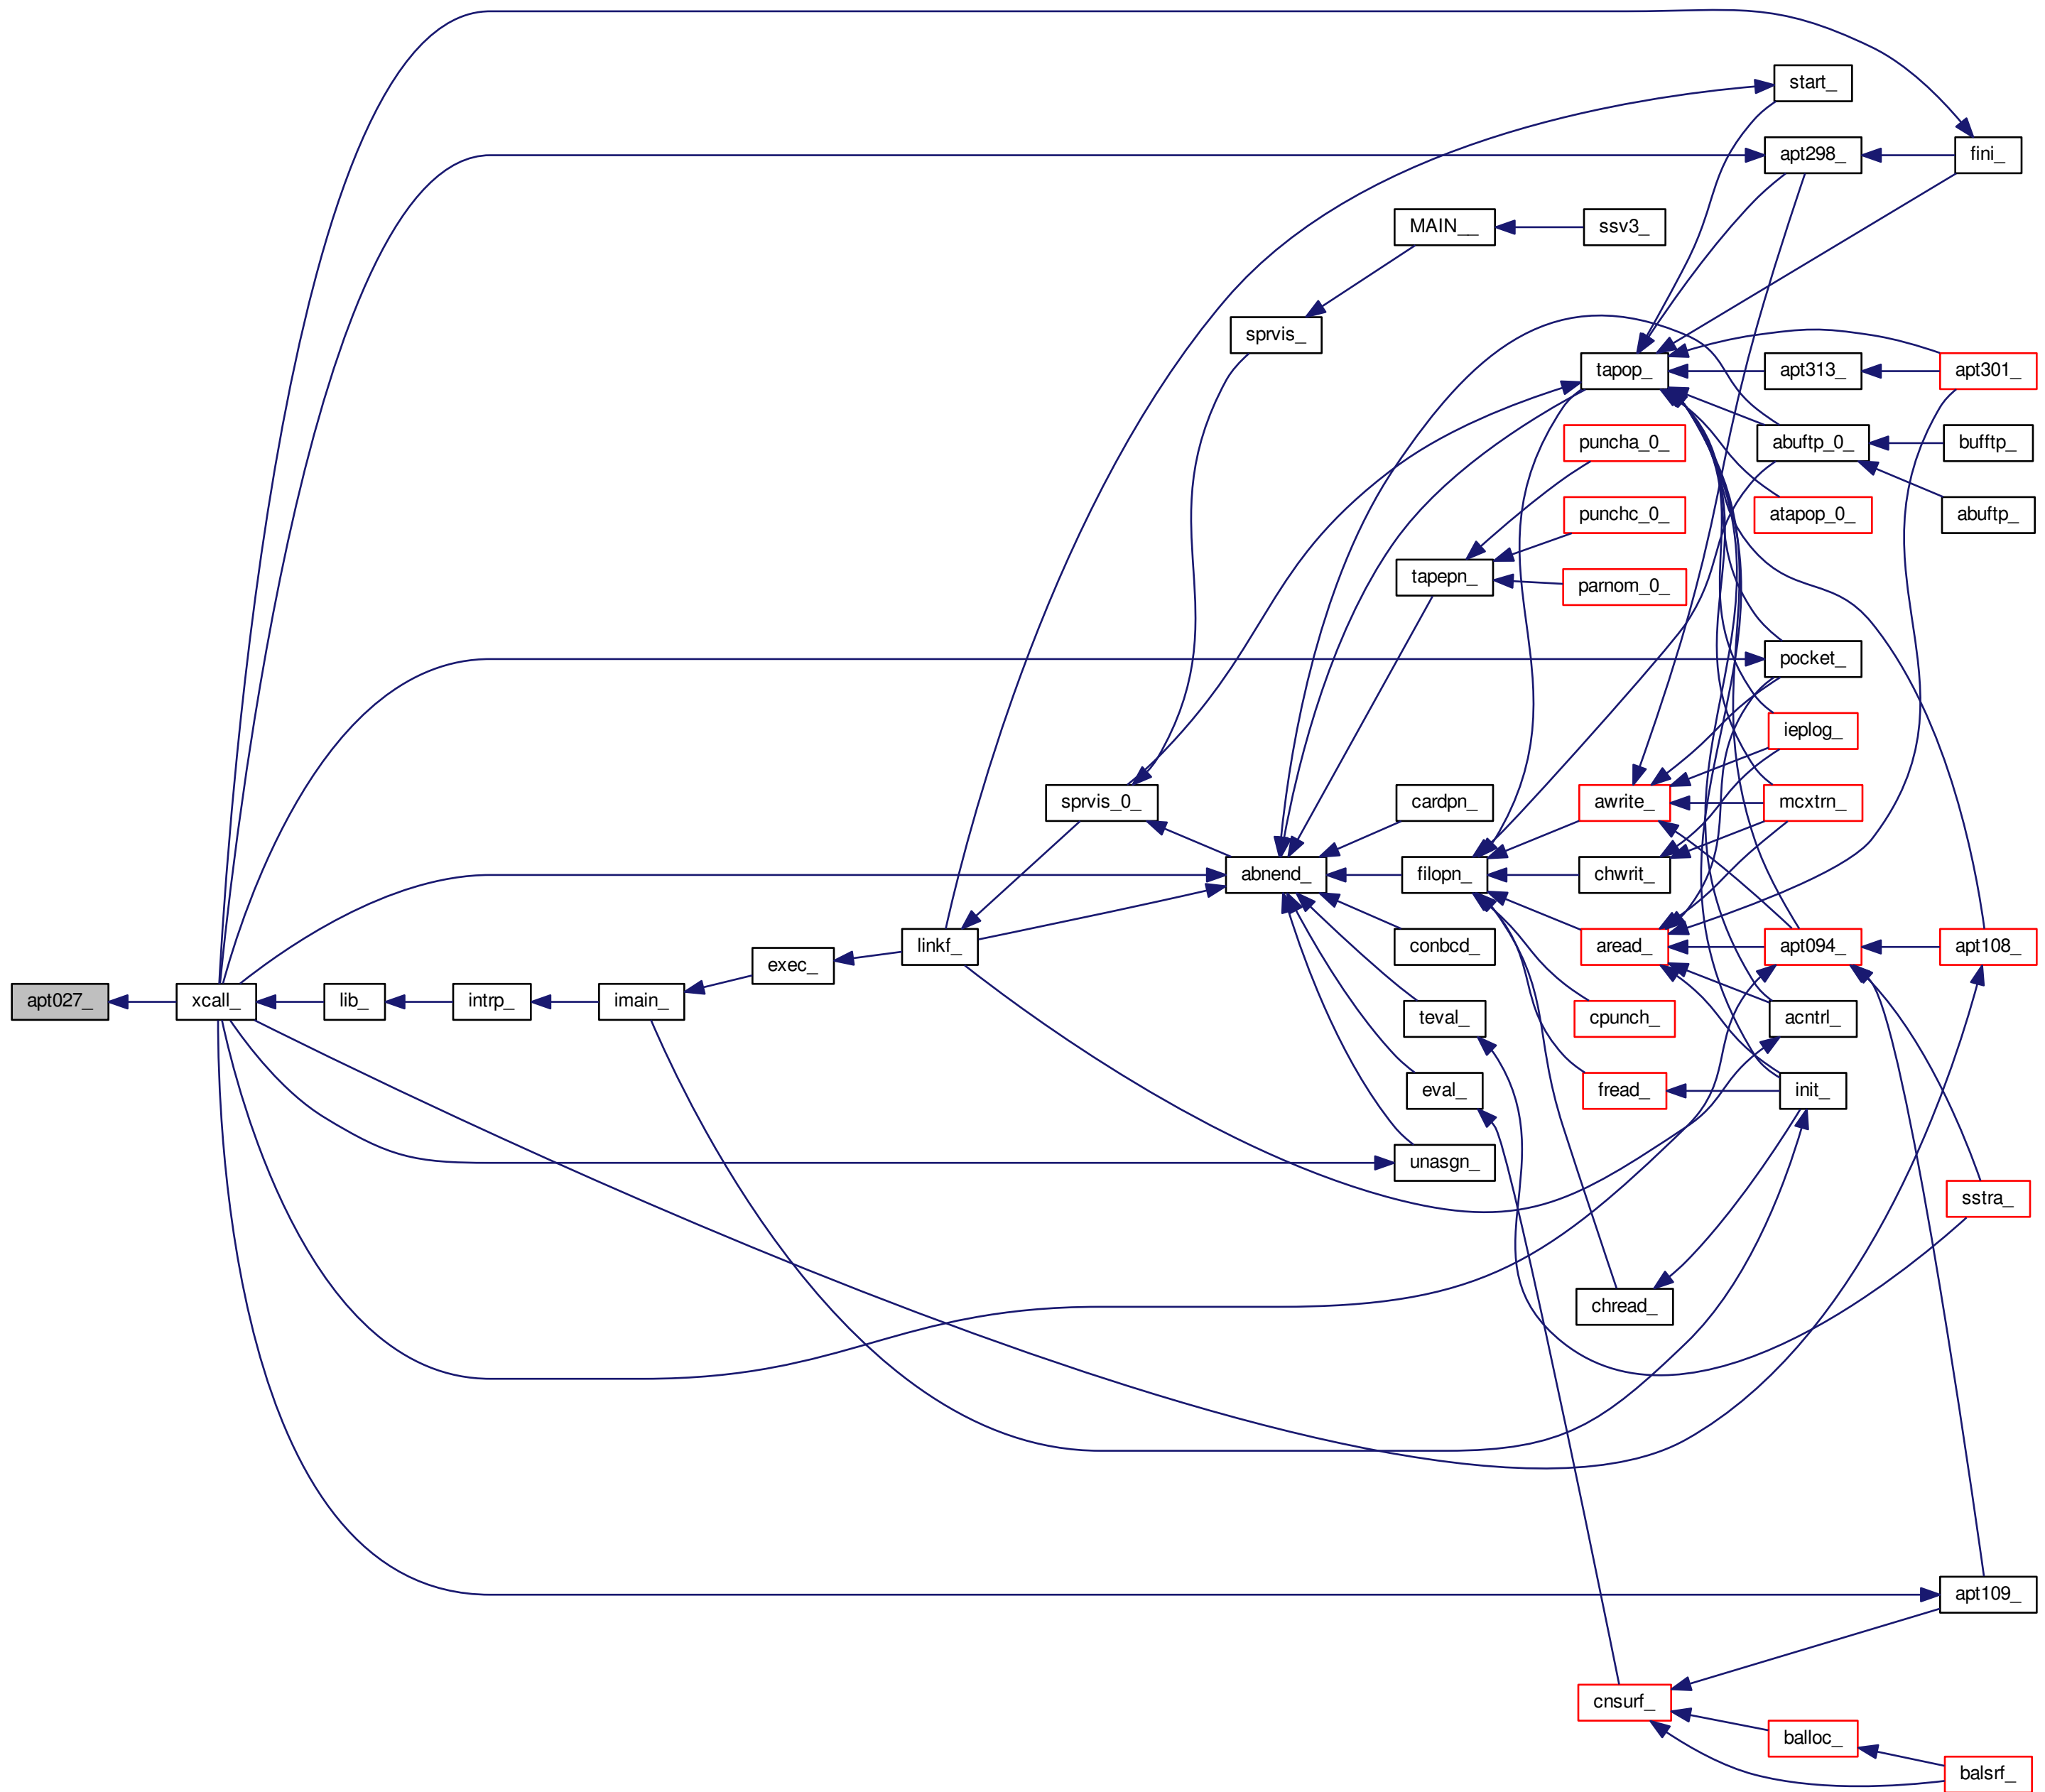 start_
apt298_
fini_
MAIN__
ssv3_
sprvis_
tapop_
apt313_
apt301_
puncha_0_
abuftp_0_
bufftp_
punchc_0_
atapop_0_
abuftp_
tapepn_
parnom_0_
pocket_
ieplog_
sprvis_0_
cardpn_
awrite_
mcxtrn_
abnend_
filopn_
chwrit_
linkf_
conbcd_
aread_
apt094_
apt108_
exec_
apt027_
xcall_
lib_
intrp_
imain_
teval_
cpunch_
acntrl_
eval_
fread_
init_
unasgn_
sstra_
chread_
apt109_
cnsurf_
balloc_
balsrf_